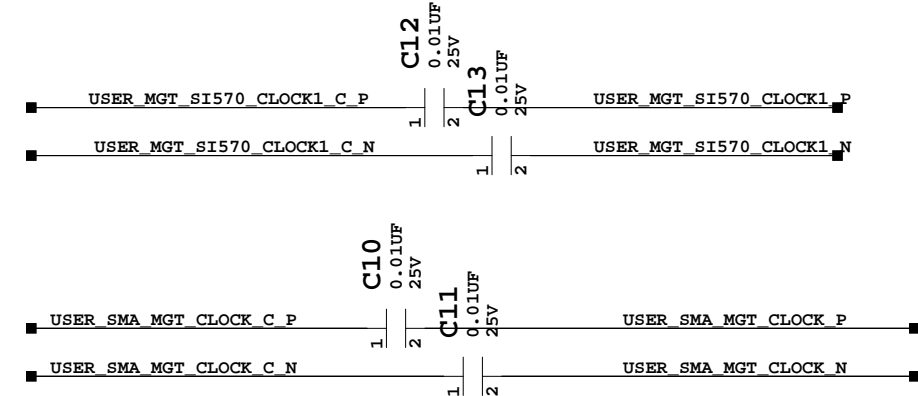 C12
0.01UF
25V
C13
0.01UF
25V
USER_MGT_SI570_CLOCK1_C_P
1
2
USER_MGT_SI570_CLOCK1_P
USER_MGT_SI570_CLOCK1_C_N
1
2
USER_MGT_SI570_CLOCK1_N
C10
0.01UF
25V
C11
0.01UF
25V
USER_SMA_MGT_CLOCK_C_P
1
2
USER_SMA_MGT_CLOCK_P
USER_SMA_MGT_CLOCK_C_N
1
2
USER_SMA_MGT_CLOCK_N